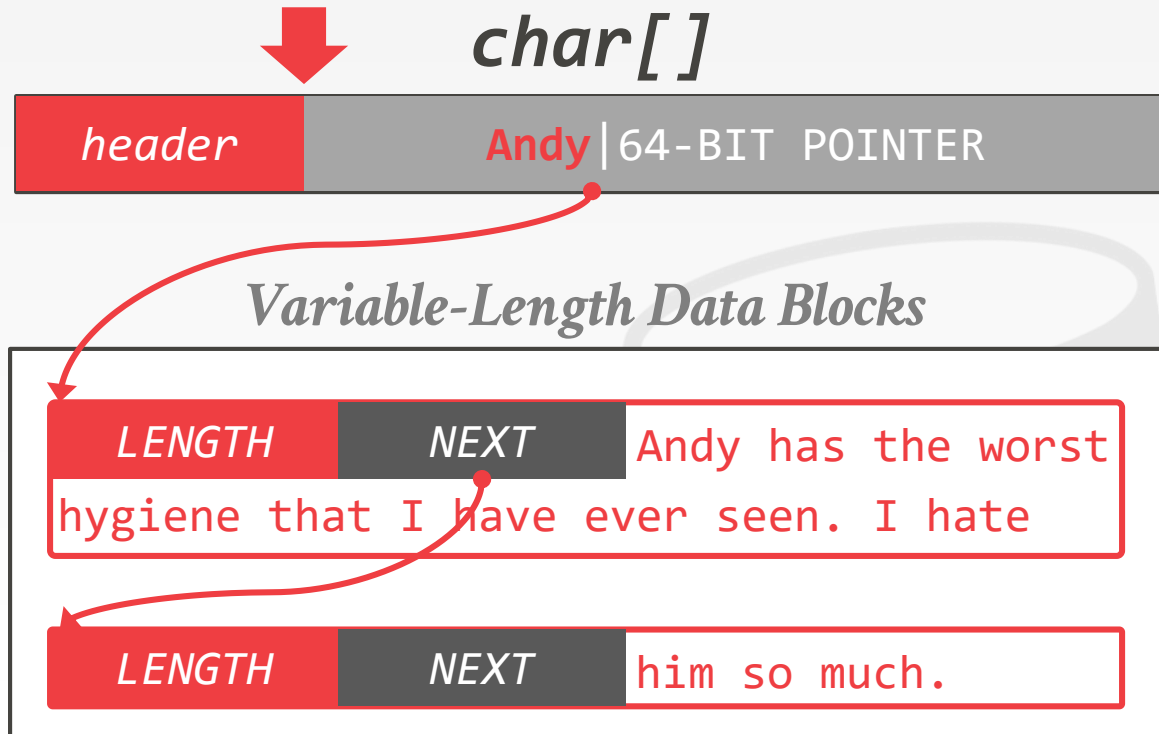 char[]
header Andy|64-BIT POINTER
Variable-Length Data Blocks
LENGTH NEXT Andy has the worst
hygiene that I have ever seen. I hate
LENGTH NEXT him so much.